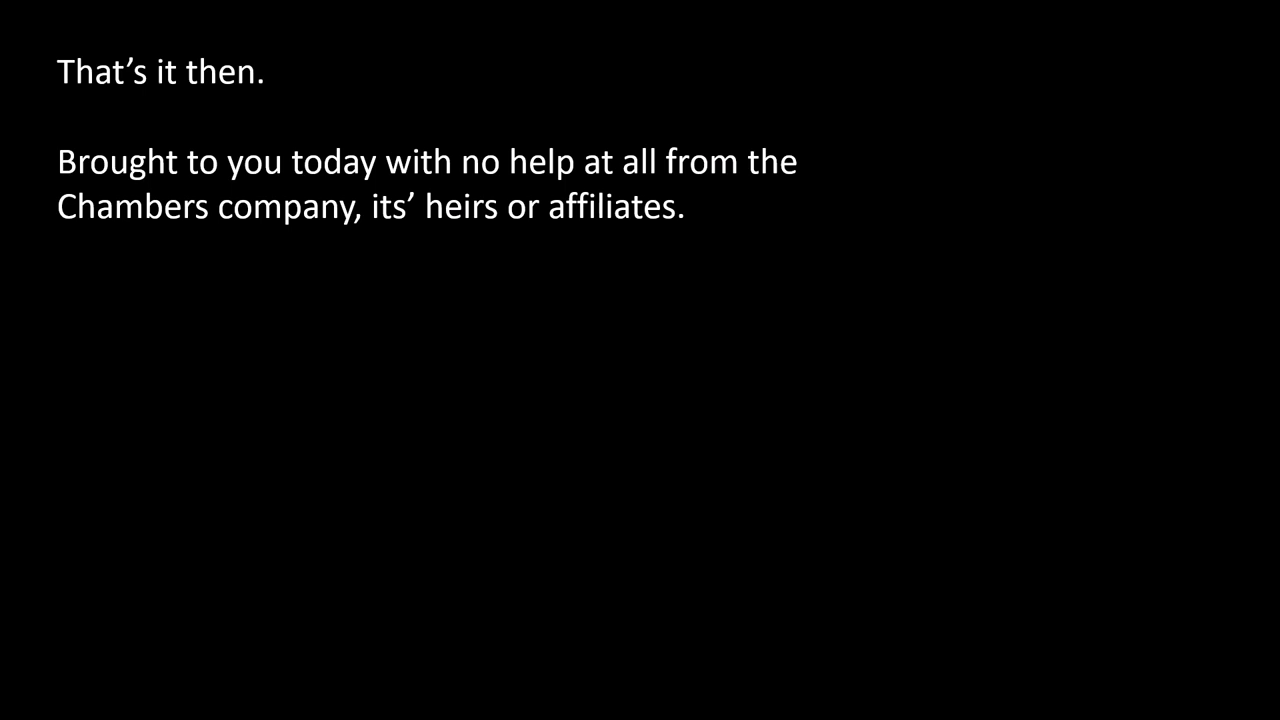 That’s it then.
Brought to you today with no help at all from the
Chambers company, its’ heirs or affiliates.